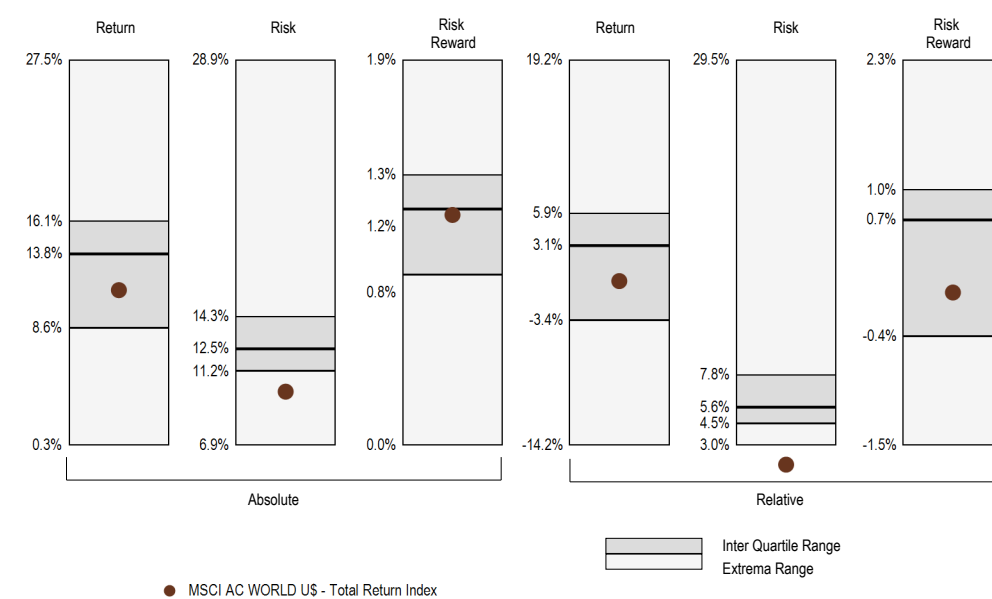 Return
Risk
Risk
Reward
Return
Risk
Risk
Reward
27.5%
28.9%
1.9%
19.2%
29.5%
2.3%
16.1%
13.8%
8.6%
0.3%
14.3%
12.5%
11.2%
6.9%
1.3%
1.2%
0.8%
0.0%
5.9%
3.1%
-3.4%
-14.2%
7.8%
5.6%
4.5%
3.0%
1.0%
0.7%
-0.4%
-1.5%
Absolute
Relative
Inter Quartile Range
Extrema Range
MSCI AC WORLD U$ - Total Return Index